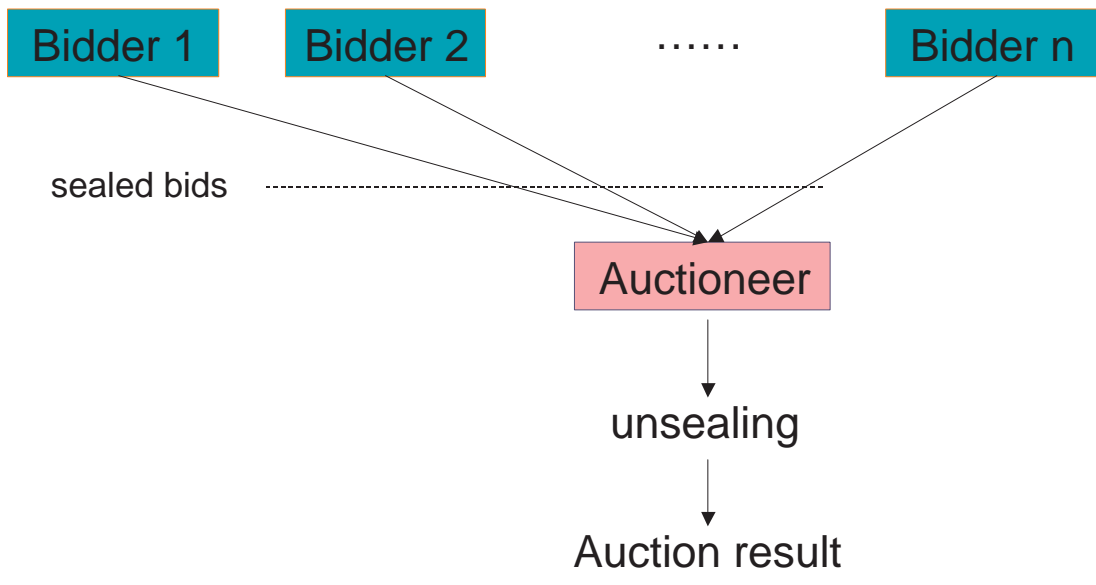 Bidder 1 Bidder 2 ...... Bidder n
sealed bids
Auctioneer
unsealing
Auction result